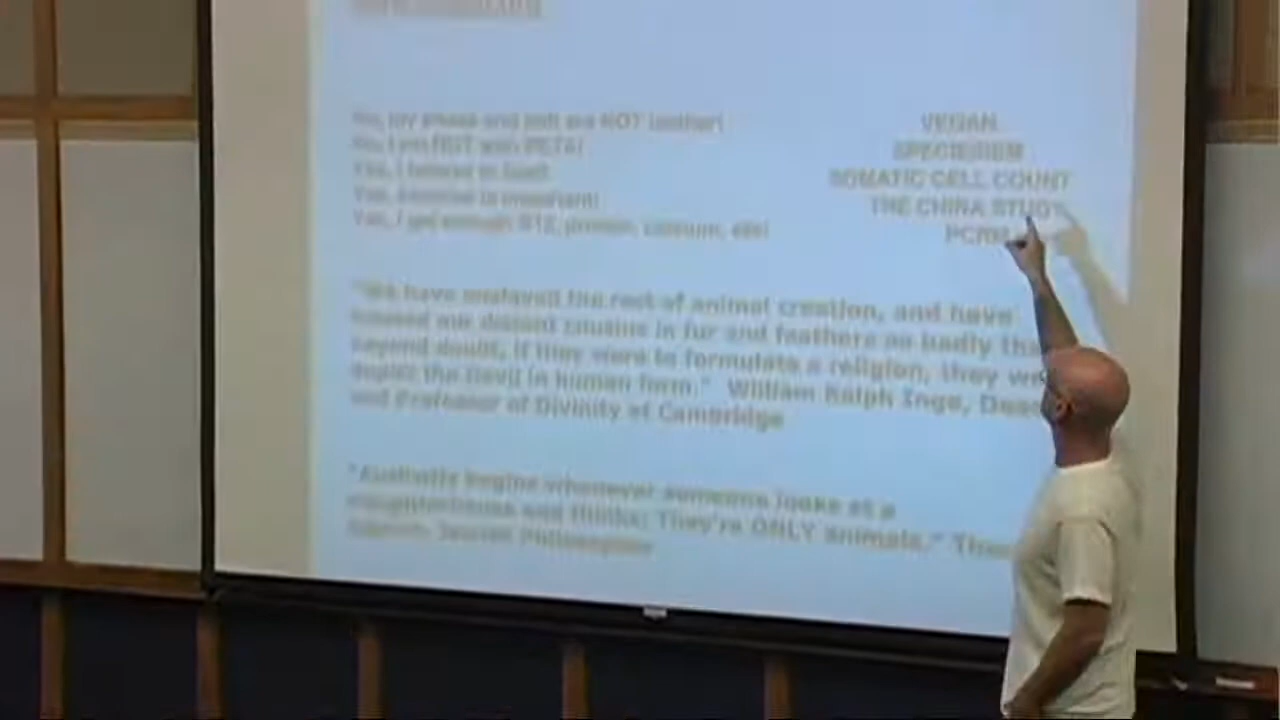 No, my shoes and belt are NOT leather!
No, I am NOT with PETA!
Yes, I believe in God!
Yes, exercise is important!
Yes, I get enough B12, protein, calcium, etc!
VEGAN
SPECIESISM
SOMATIC CELL COUNT
THE CHINA STUDY
PCRM
"We have enslaved the rest of animal creation, and have
treated our distant cousins in fur and feathers so badly that
beyond doubt, if they were to formulate a religion, they
depict the Devil in human form." William Ralph Inge, Dean
and Professor of Divinity at Cambridge
"Auschwitz begins whenever someone looks at a
slaughterhouse and thinks: They're ONLY animals."